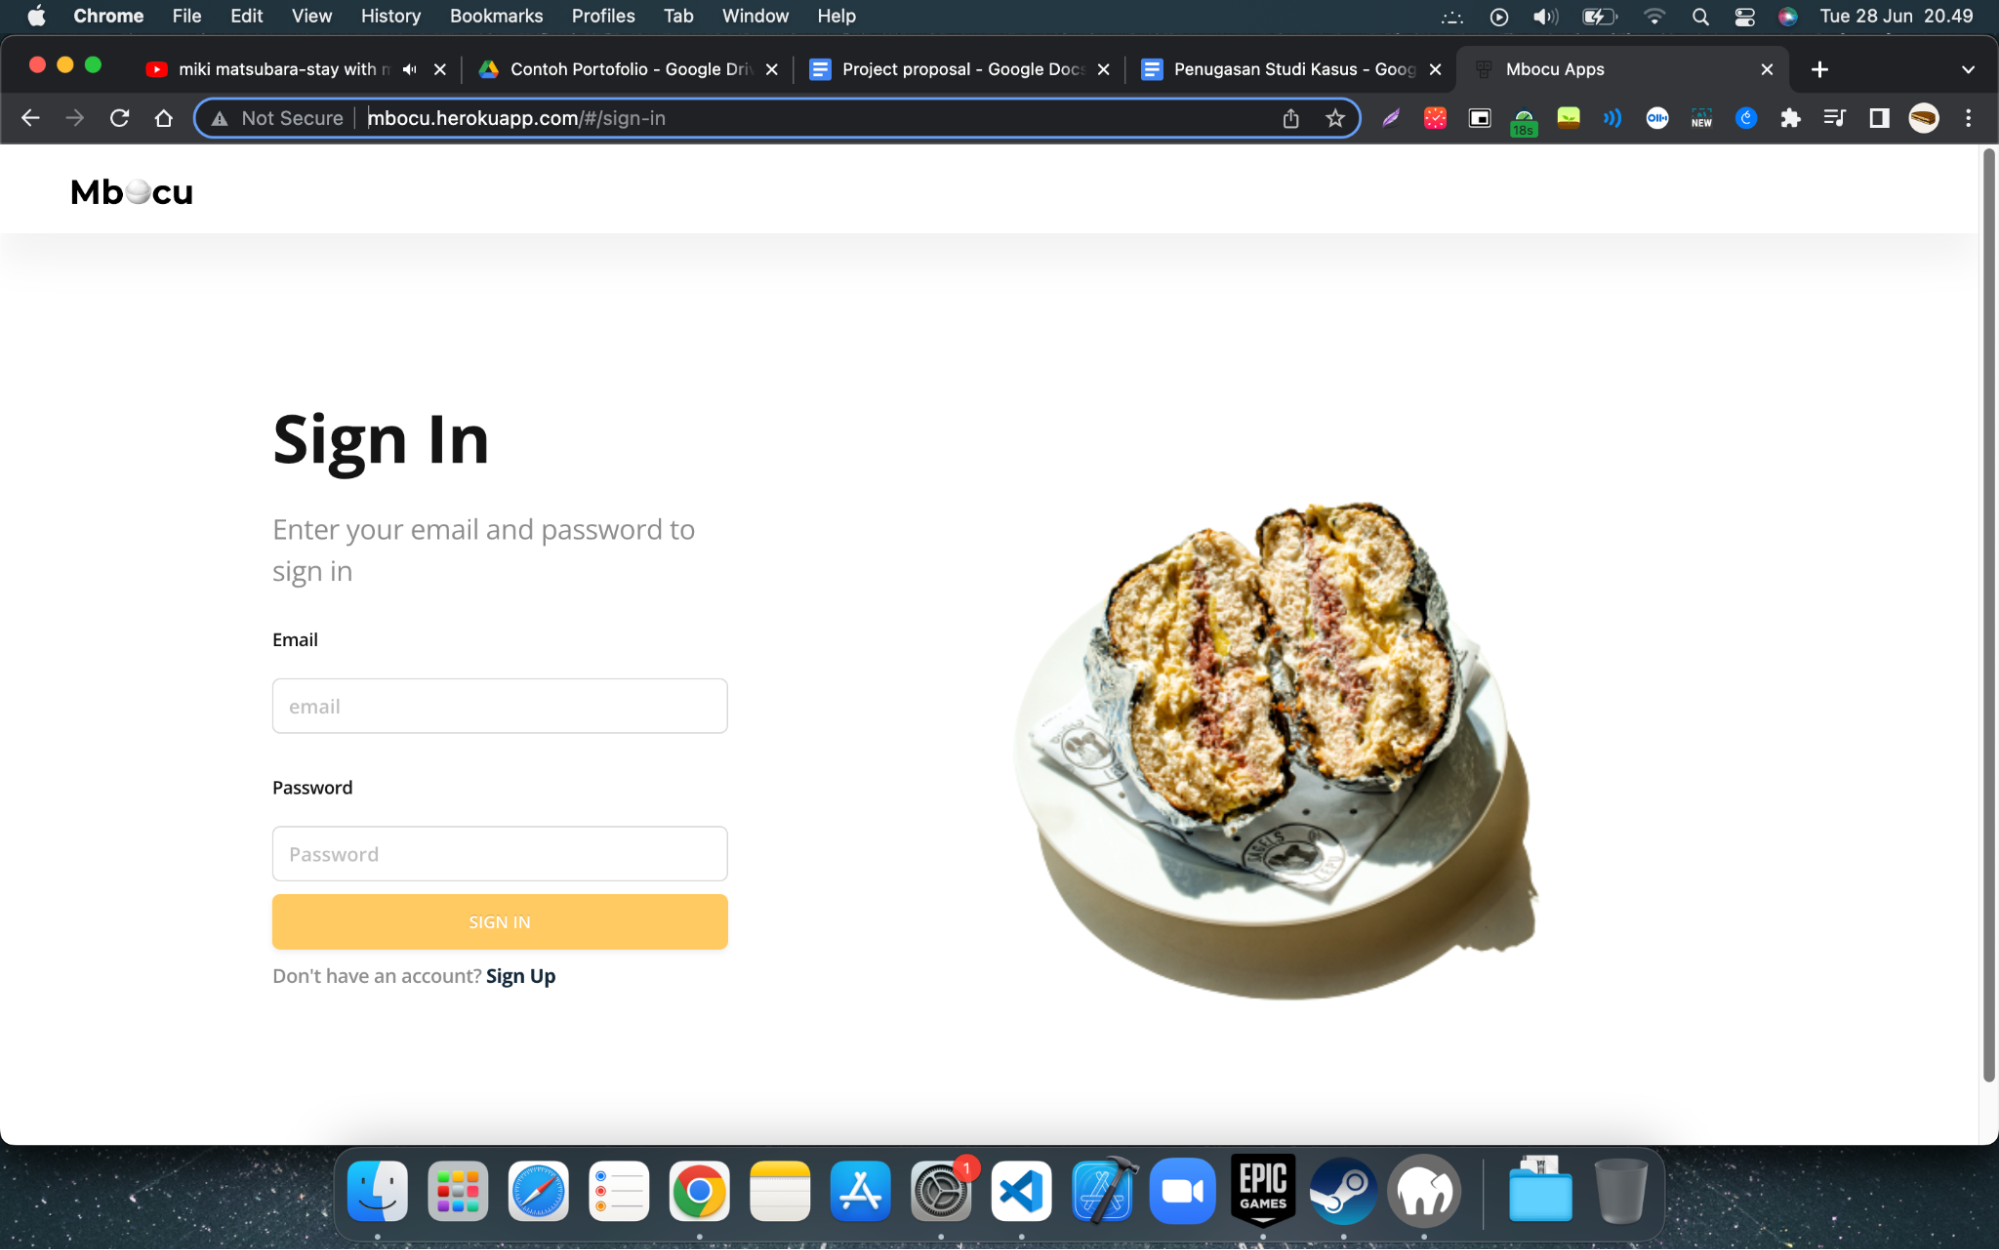 Chrome File Edit View History Bookmarks Profiles Tab Window Help Tue 28 Jun 20.49
miki matsubara-stay with m Contoh Portofolio - Google Driv Project proposal - Google Docs Penugasan Studi Kasus - Goog Mbocu Apps
Not Secure mbocu.herokuapp.com/#/sign-in 18s NEW
Mbocu
Sign In
Enter your email and password to
sign in
Email
email
Password
Password
SIGN IN
Don't have an account? Sign Up
1
EPIC
GAMES